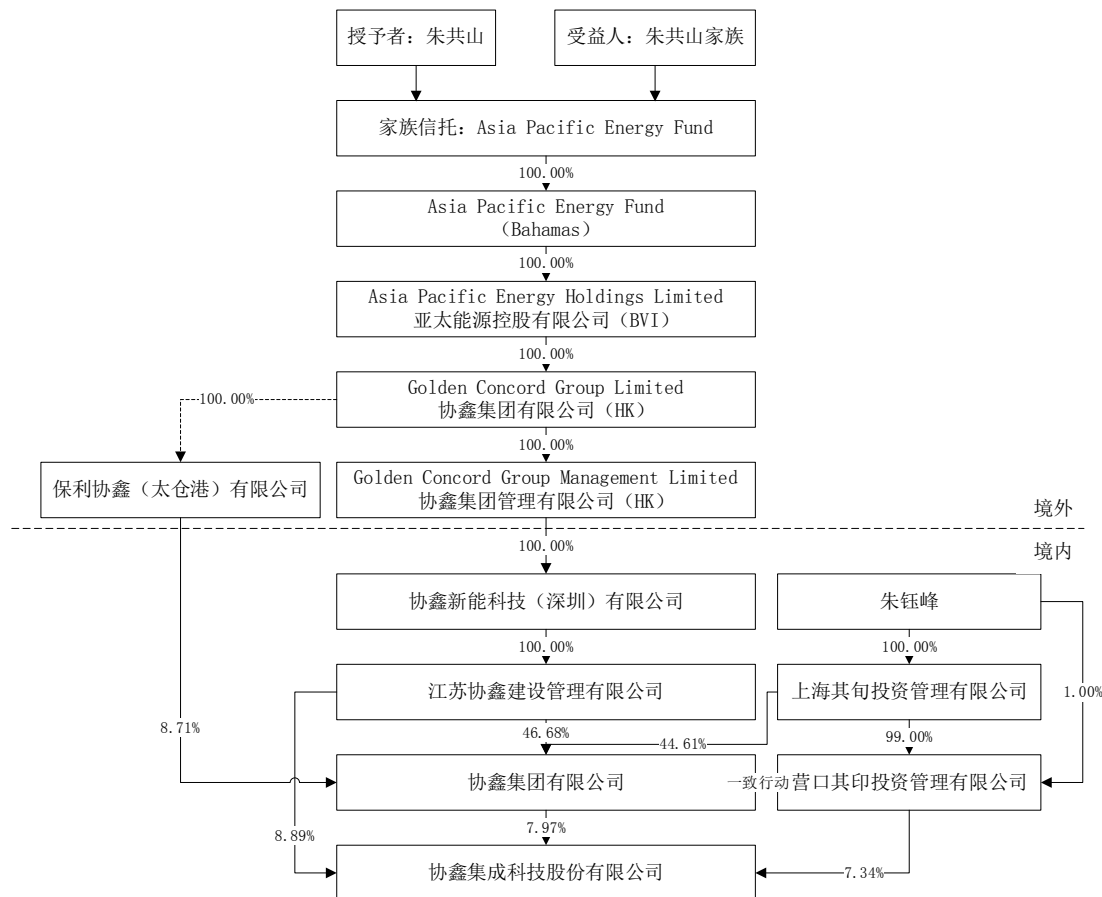 授予者：朱共山
受益人：朱共山家族
家族信托：Asia Pacific Energy Fund
100.00%
Asia Pacific Energy Fund
（Bahamas）
100.00%
Asia Pacific Energy Holdings Limited
亚太能源控股有限公司（BVI）
100.00%
Golden Concord Group Limited
协鑫集团有限公司（HK）
100.00%
100.00%
保利协鑫（太仓港）有限公司
Golden Concord Group Management Limited
协鑫集团管理有限公司（HK）
境外
境内
100.00%
协鑫新能科技（深圳）有限公司
朱钰峰
100.00%
100.00%
江苏协鑫建设管理有限公司
上海其旬投资管理有限公司
1.00%
8.71%
46.68%
44.61%
99.00%
协鑫集团有限公司
一致行动
营口其印投资管理有限公司
8.89%
7.97%
7.34%
协鑫集成科技股份有限公司